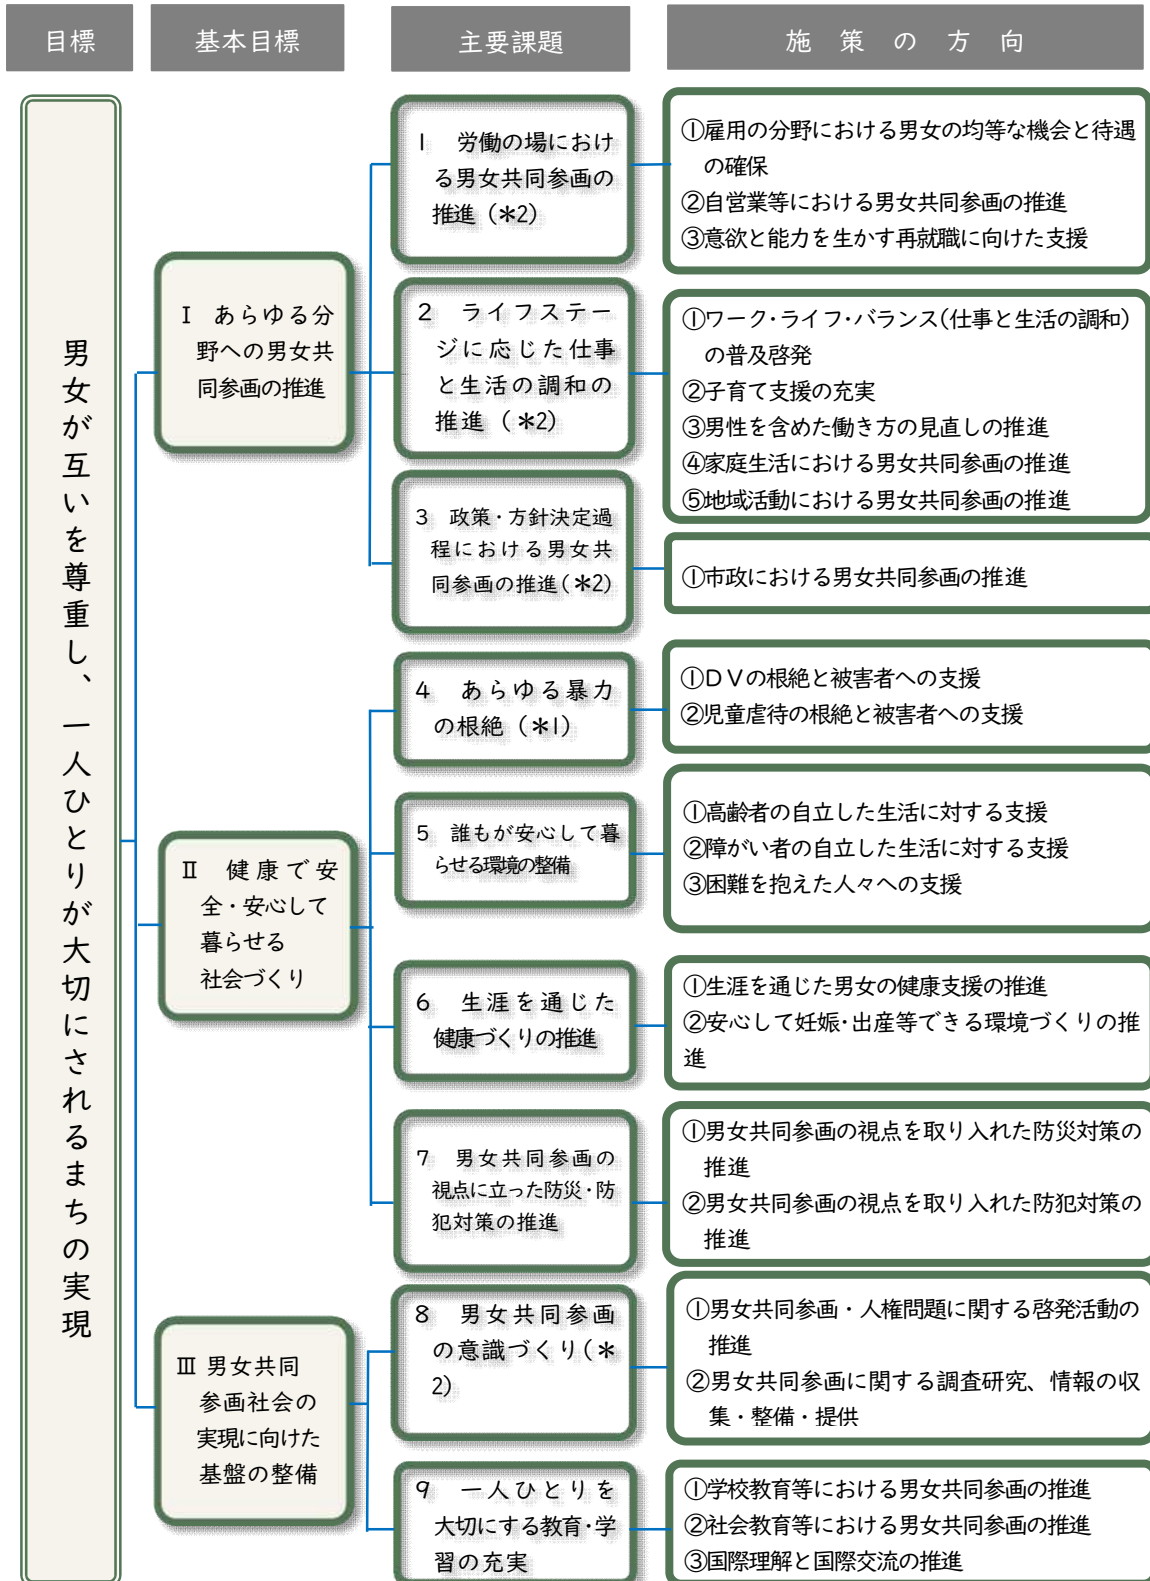 目標
基本目標
主要課題
施策の方向
男女が互いを尊重し、一人ひとりが大切にされるまちの実現
Ⅰ あらゆる分
野への男女共
同参画の推進
1 労働の場におけ
る男女共同参画の
推進（＊2）
①雇用の分野における男女の均等な機会と待遇
の確保
②自営業等における男女共同参画の推進
③意欲と能力を生かす再就職に向けた支援
2 ライフステー
ジに応じた仕事
と生活の調和の
推進（＊2）
①ワーク・ライフ・バランス(仕事と生活の調和)
の普及啓発
②子育て支援の充実
③男性を含めた働き方の見直しの推進
④家庭生活における男女共同参画の推進
⑤地域活動における男女共同参画の推進
3 政策・方針決定過
程における男女共
同参画の推進(＊2)
①市政における男女共同参画の推進
Ⅱ 健康で安
全・安心して
暮らせる
社会づくり
4 あらゆる暴力
の根絶（＊1）
①ＤＶの根絶と被害者への支援
②児童虐待の根絶と被害者への支援
5 誰もが安心して暮
らせる環境の整備
①高齢者の自立した生活に対する支援
②障がい者の自立した生活に対する支援
③困難を抱えた人々への支援
6 生涯を通じた
健康づくりの推進
①生涯を通じた男女の健康支援の推進
②安心して妊娠・出産等できる環境づくりの推
進
7 男女共同参画の
視点に立った防災・防
犯対策の推進
①男女共同参画の視点を取り入れた防災対策の
推進
②男女共同参画の視点を取り入れた防犯対策の
推進
Ⅲ 男女共同
参画社会の
実現に向けた
基盤の整備
8 男女共同参画
の意識づくり(＊
2)
①男女共同参画・人権問題に関する啓発活動の
推進
②男女共同参画に関する調査研究、情報の収
集・整備・提供
9 一人ひとりを
大切にする教育・学
習の充実
①学校教育等における男女共同参画の推進
②社会教育等における男女共同参画の推進
③国際理解と国際交流の推進